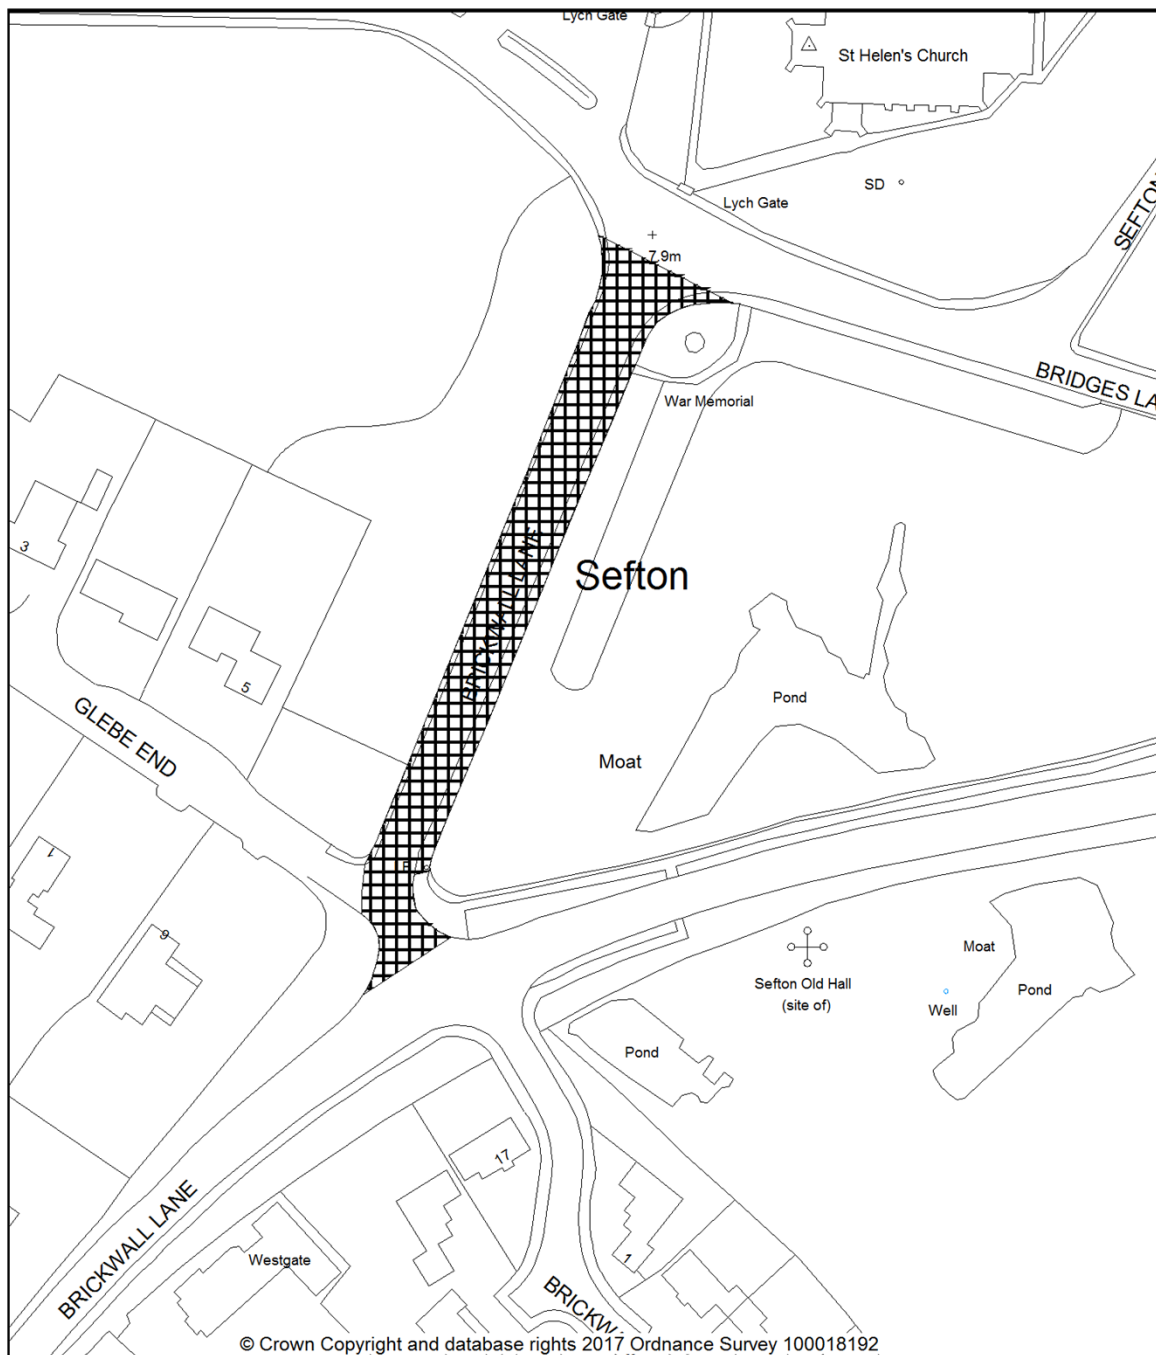 Lych Gate
St Helen's Church
SD
Lych Gate
SEFTON
7.9m
BRIDGES LA
War Memorial
3
BRICKWALL LANE
Sefton
5
Pond
GLEBE END
Moat
1
9
Moat
Sefton Old Hall
(site of)
Pond
Well
Pond
17
BRICKWALL LANE
Westgate
1
BRICKW
© Crown Copyright and database rights 2017 Ordnance Survey 100018192